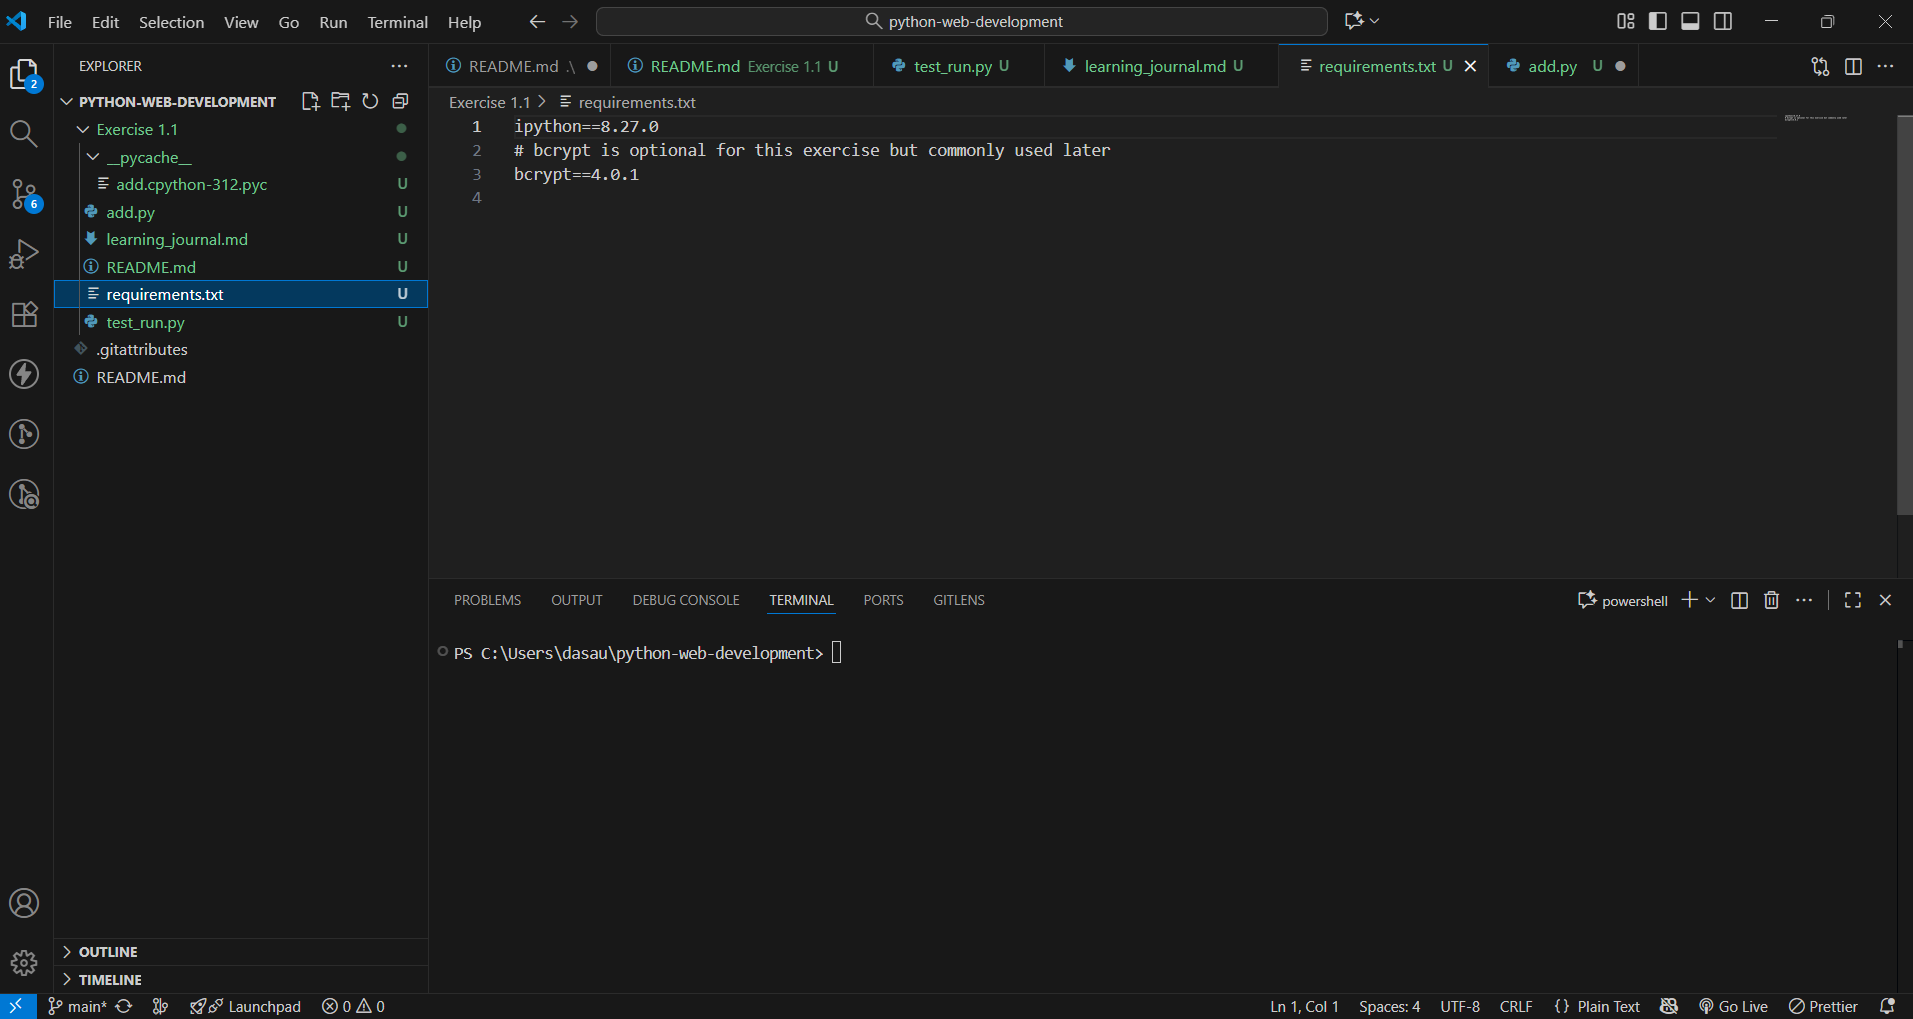 File Edit Selection View Go Run Terminal Help python-web-development
EXPLORER
PYTHON-WEB-DEVELOPMENT
Exercise 1.1
__pycache__
add.cpython-312.pyc U
add.py U
learning_journal.md U
README.md U
requirements.txt U
test_run.py U
.gitattributes
README.md
2
6
OUTLINE
TIMELINE
README.md .\ README.md Exercise 1.1 U test_run.py U learning_journal.md U requirements.txt U add.py U
Exercise 1.1 > requirements.txt
1 ipython==8.27.0
2 # bcrypt is optional for this exercise but commonly used later
3 bcrypt==4.0.1
4
PROBLEMS OUTPUT DEBUG CONSOLE TERMINAL PORTS GITLENS powershell
PS C:\Users\dasau\python-web-development>
main* Launchpad 0 0 Ln 1, Col 1 Spaces: 4 UTF-8 CRLF {} Plain Text Go Live Prettier